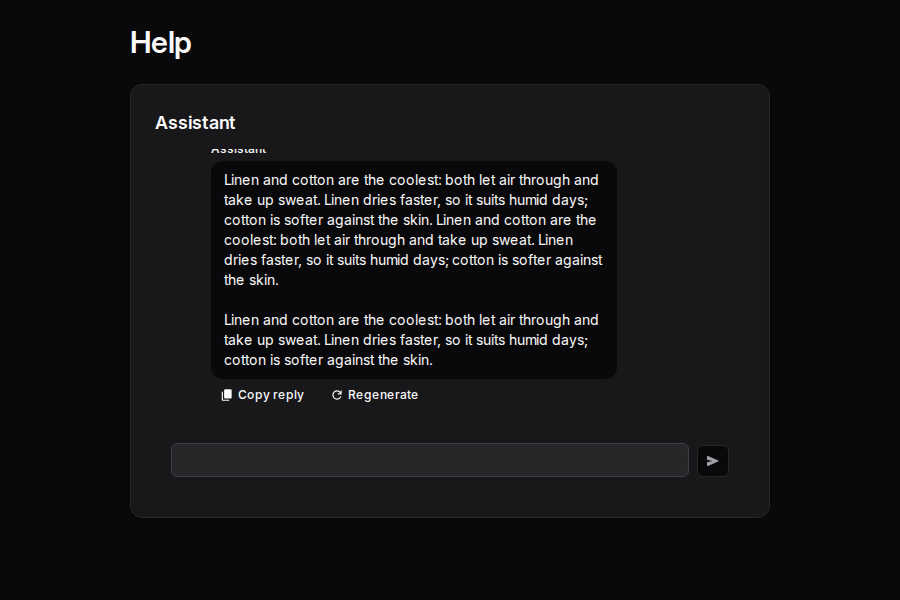 Help
Assistant
Assistant
Linen and cotton are the coolest: both let air through and
take up sweat. Linen dries faster, so it suits humid days;
cotton is softer against the skin. Linen and cotton are the
coolest: both let air through and take up sweat. Linen
dries faster, so it suits humid days; cotton is softer against
the skin.
Linen and cotton are the coolest: both let air through and
take up sweat. Linen dries faster, so it suits humid days;
cotton is softer against the skin.
Copy reply
Regenerate